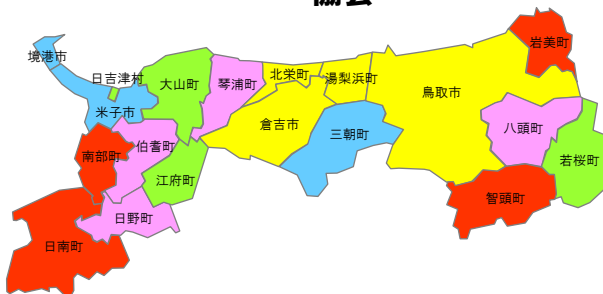 協会
岩美町
境港市
日吉津村
大山町
琴浦町
北栄町
湯梨浜町
鳥取市
米子市
倉吉市
三朝町
八頭町
伯耆町
南部町
若桜町
江府町
智頭町
日野町
日南町